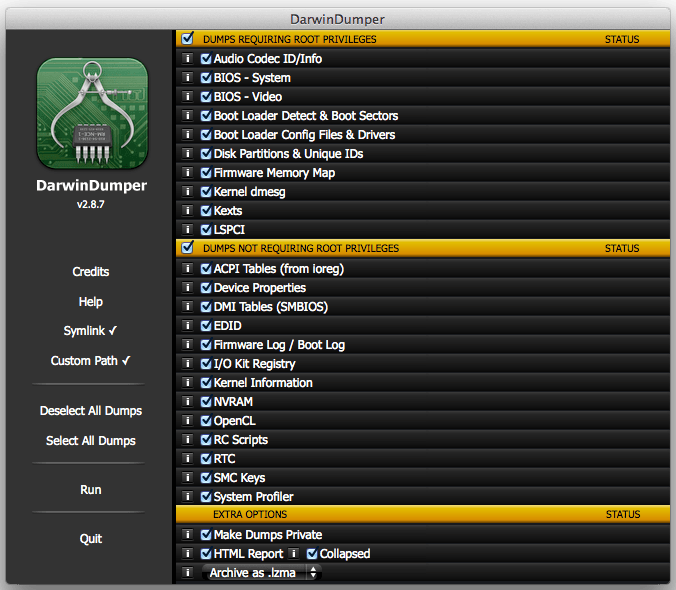 DarwinDumper
DarwinDumper
v2.8.7
Credits
Help
Symlink ✓
Custom Path ✓
Deselect All Dumps
Select All Dumps
Run
Quit
DUMPS REQUIRING ROOT PRIVILEGES STATUS
i Audio Codec ID/Info
i BIOS - System
i BIOS - Video
i Boot Loader Detect & Boot Sectors
i Boot Loader Config Files & Drivers
i Disk Partitions & Unique IDs
i Firmware Memory Map
i Kernel dmesg
i Kexts
i LSPCI
DUMPS NOT REQUIRING ROOT PRIVILEGES STATUS
i ACPI Tables (from ioreg)
i Device Properties
i DMI Tables (SMBIOS)
i EDID
i Firmware Log / Boot Log
i I/O Kit Registry
i Kernel Information
i NVRAM
i OpenCL
i RC Scripts
i RTC
i SMC Keys
i System Profiler
EXTRA OPTIONS STATUS
i Make Dumps Private
i HTML Report i Collapsed
i Archive as .lzma